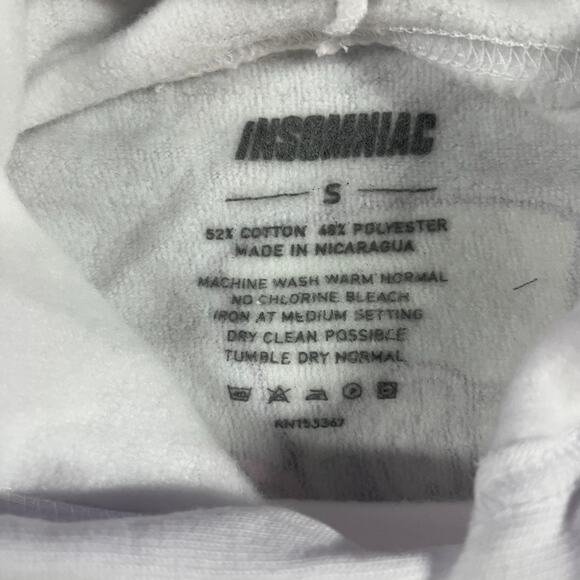 INSOMNIAC
S
52% COTTON 48% POLYESTER
MADE IN NICARAGUA
MACHINE WASH WARM NORMAL
NO CHLORINE BLEACH
IRON AT MEDIUM SETTING
DRY CLEAN POSSIBLE
TUMBLE DRY NORMAL
RN153367